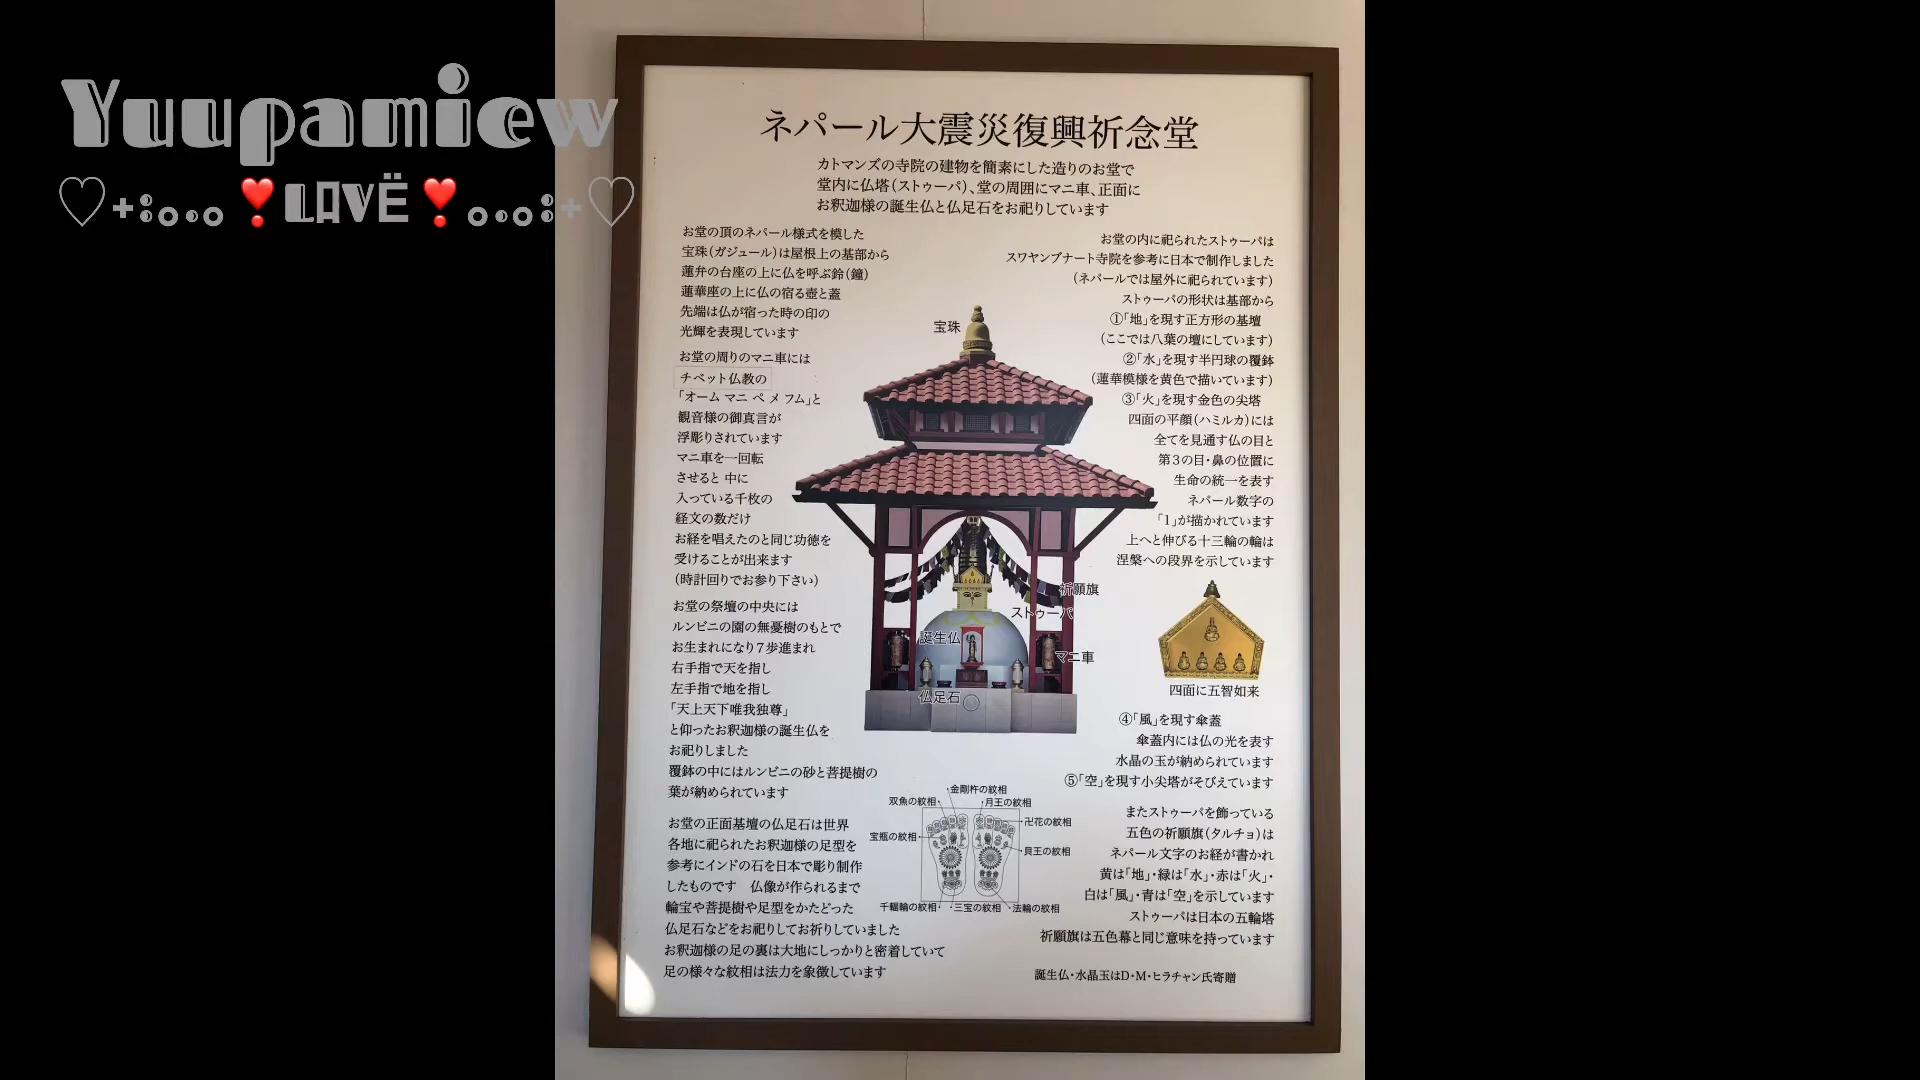 Yuupamiew
♡+:｡.｡❣LAVË❣｡.｡:+♡
ネパール大震災復興祈念堂
カトマンズの寺院の建物を簡素にした造りのお堂で
堂内に仏塔（ストゥーパ）、堂の周囲にマニ車、正面に
お釈迦様の誕生仏と仏足石をお祀りしています
お堂の頂のネパール様式を模した
宝珠（ガジュール）は屋根上の基部から
蓮弁の台座の上に仏を呼ぶ鈴（鐘）
蓮華座の上に仏の宿る壺と蓋
先端は仏が宿った時の印の
光輝を表現しています
お堂の周りのマニ車には
チベット仏教の
「オーム マニ ペ メ フム」と
観音様の御真言が
浮彫りされています
マニ車を一回転
させると 中に
入っている千枚の
経文の数だけ
お経を唱えたのと同じ功徳を
受けることが出来ます
（時計回りでお参り下さい）
お堂の祭壇の中央には
ルンビニの園の無憂樹のもとで
お生まれになり７歩進まれ
右手指で天を指し
左手指で地を指し
「天上天下唯我独尊」
と仰ったお釈迦様の誕生仏を
お祀りしました
覆鉢の中にはルンビニの砂と菩提樹の
葉が納められています
お堂の正面基壇の仏足石は世界
各地に祀られたお釈迦様の足型を
参考にインドの石を日本で彫り制作
したものです　仏像が作られるまで
輪宝や菩提樹や足型をかたどった
仏足石などをお祀りしてお祈りしていました
お釈迦様の足の裏は大地にしっかりと密着していて
足の様々な紋相は法力を象徴しています
宝珠
祈願旗
ストゥーパ
誕生仏
マニ車
仏足石
金剛杵の紋相
双魚の紋相
月王の紋相
卍花の紋相
宝瓶の紋相
貝王の紋相
千輻輪の紋相
三宝の紋相
法輪の紋相
お堂の内に祀られたストゥーパは
スワヤンブナート寺院を参考に日本で制作しました
（ネパールでは屋外に祀られています）
ストゥーパの形状は基部から
①「地」を現す正方形の基壇
（ここでは八葉の壇にしています）
②「水」を現す半円球の覆鉢
（蓮華模様を黄色で描いています）
③「火」を現す金色の尖塔
四面の平顔（ハミルカ）には
全てを見通す仏の目と
第３の目・鼻の位置に
生命の統一を表す
ネパール数字の
「1」が描かれています
上へと伸びる十三輪の輪は
涅槃への段界を示しています
四面に五智如来
④「風」を現す傘蓋
傘蓋内には仏の光を表す
水晶の玉が納められています
⑤「空」を現す小尖塔がそびえています
またストゥーパを飾っている
五色の祈願旗（タルチョ）は
ネパール文字のお経が書かれ
黄は「地」・緑は「水」・赤は「火」・
白は「風」・青は「空」を示しています
ストゥーパは日本の五輪塔
祈願旗は五色幕と同じ意味を持っています
誕生仏・水晶玉はD・M・ヒラチャン氏寄贈